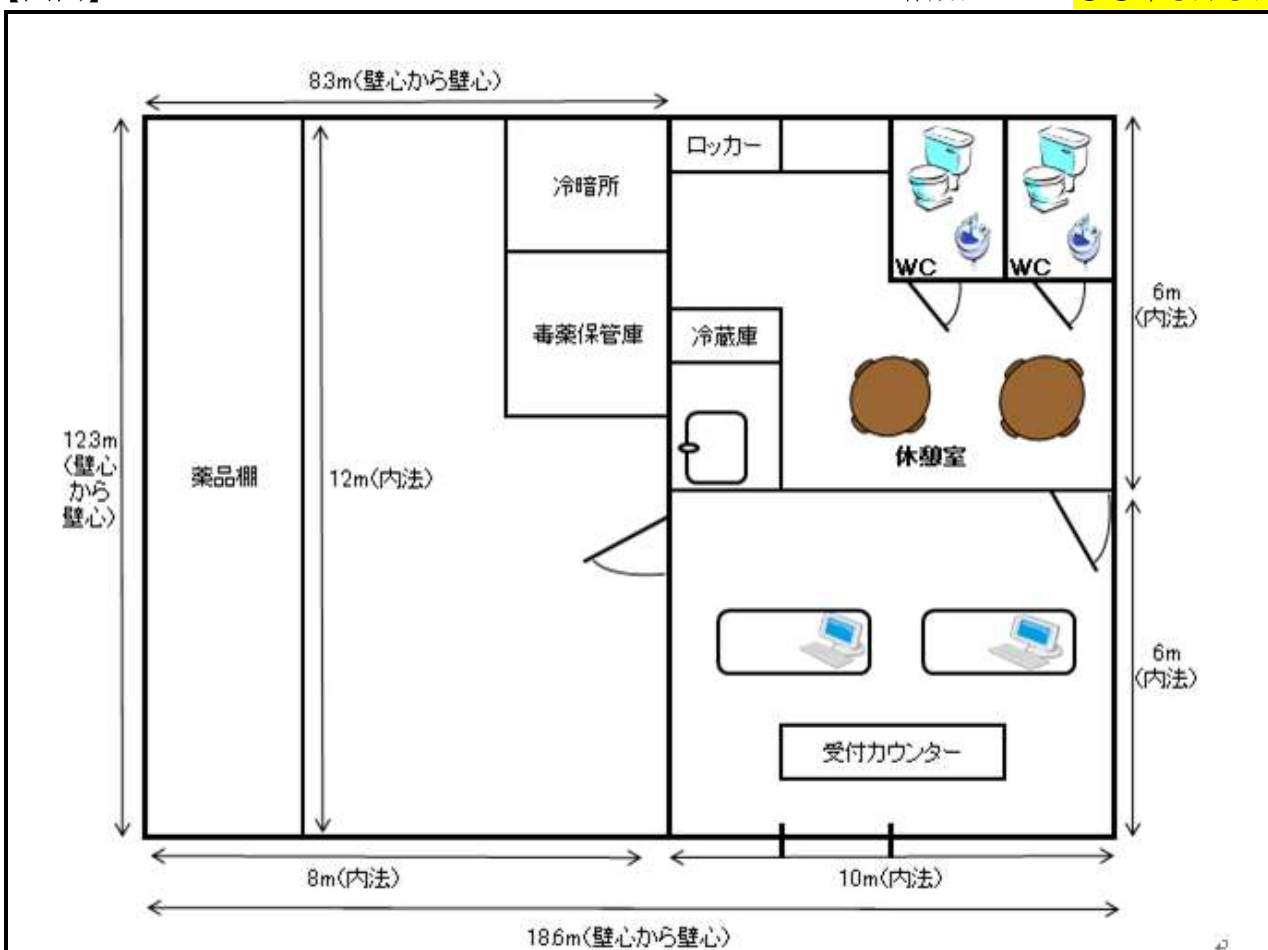 8.3m(壁心から壁心)
ロッカー
冷暗所
WC
WC
6m
(内法)
毒薬保管庫
冷蔵庫
12.3m
(壁心
から
壁心)
薬品棚
12m(内法)
休憩室
6m
(内法)
受付カウンター
8m(内法)
10m(内法)
18.6m(壁心から壁心)